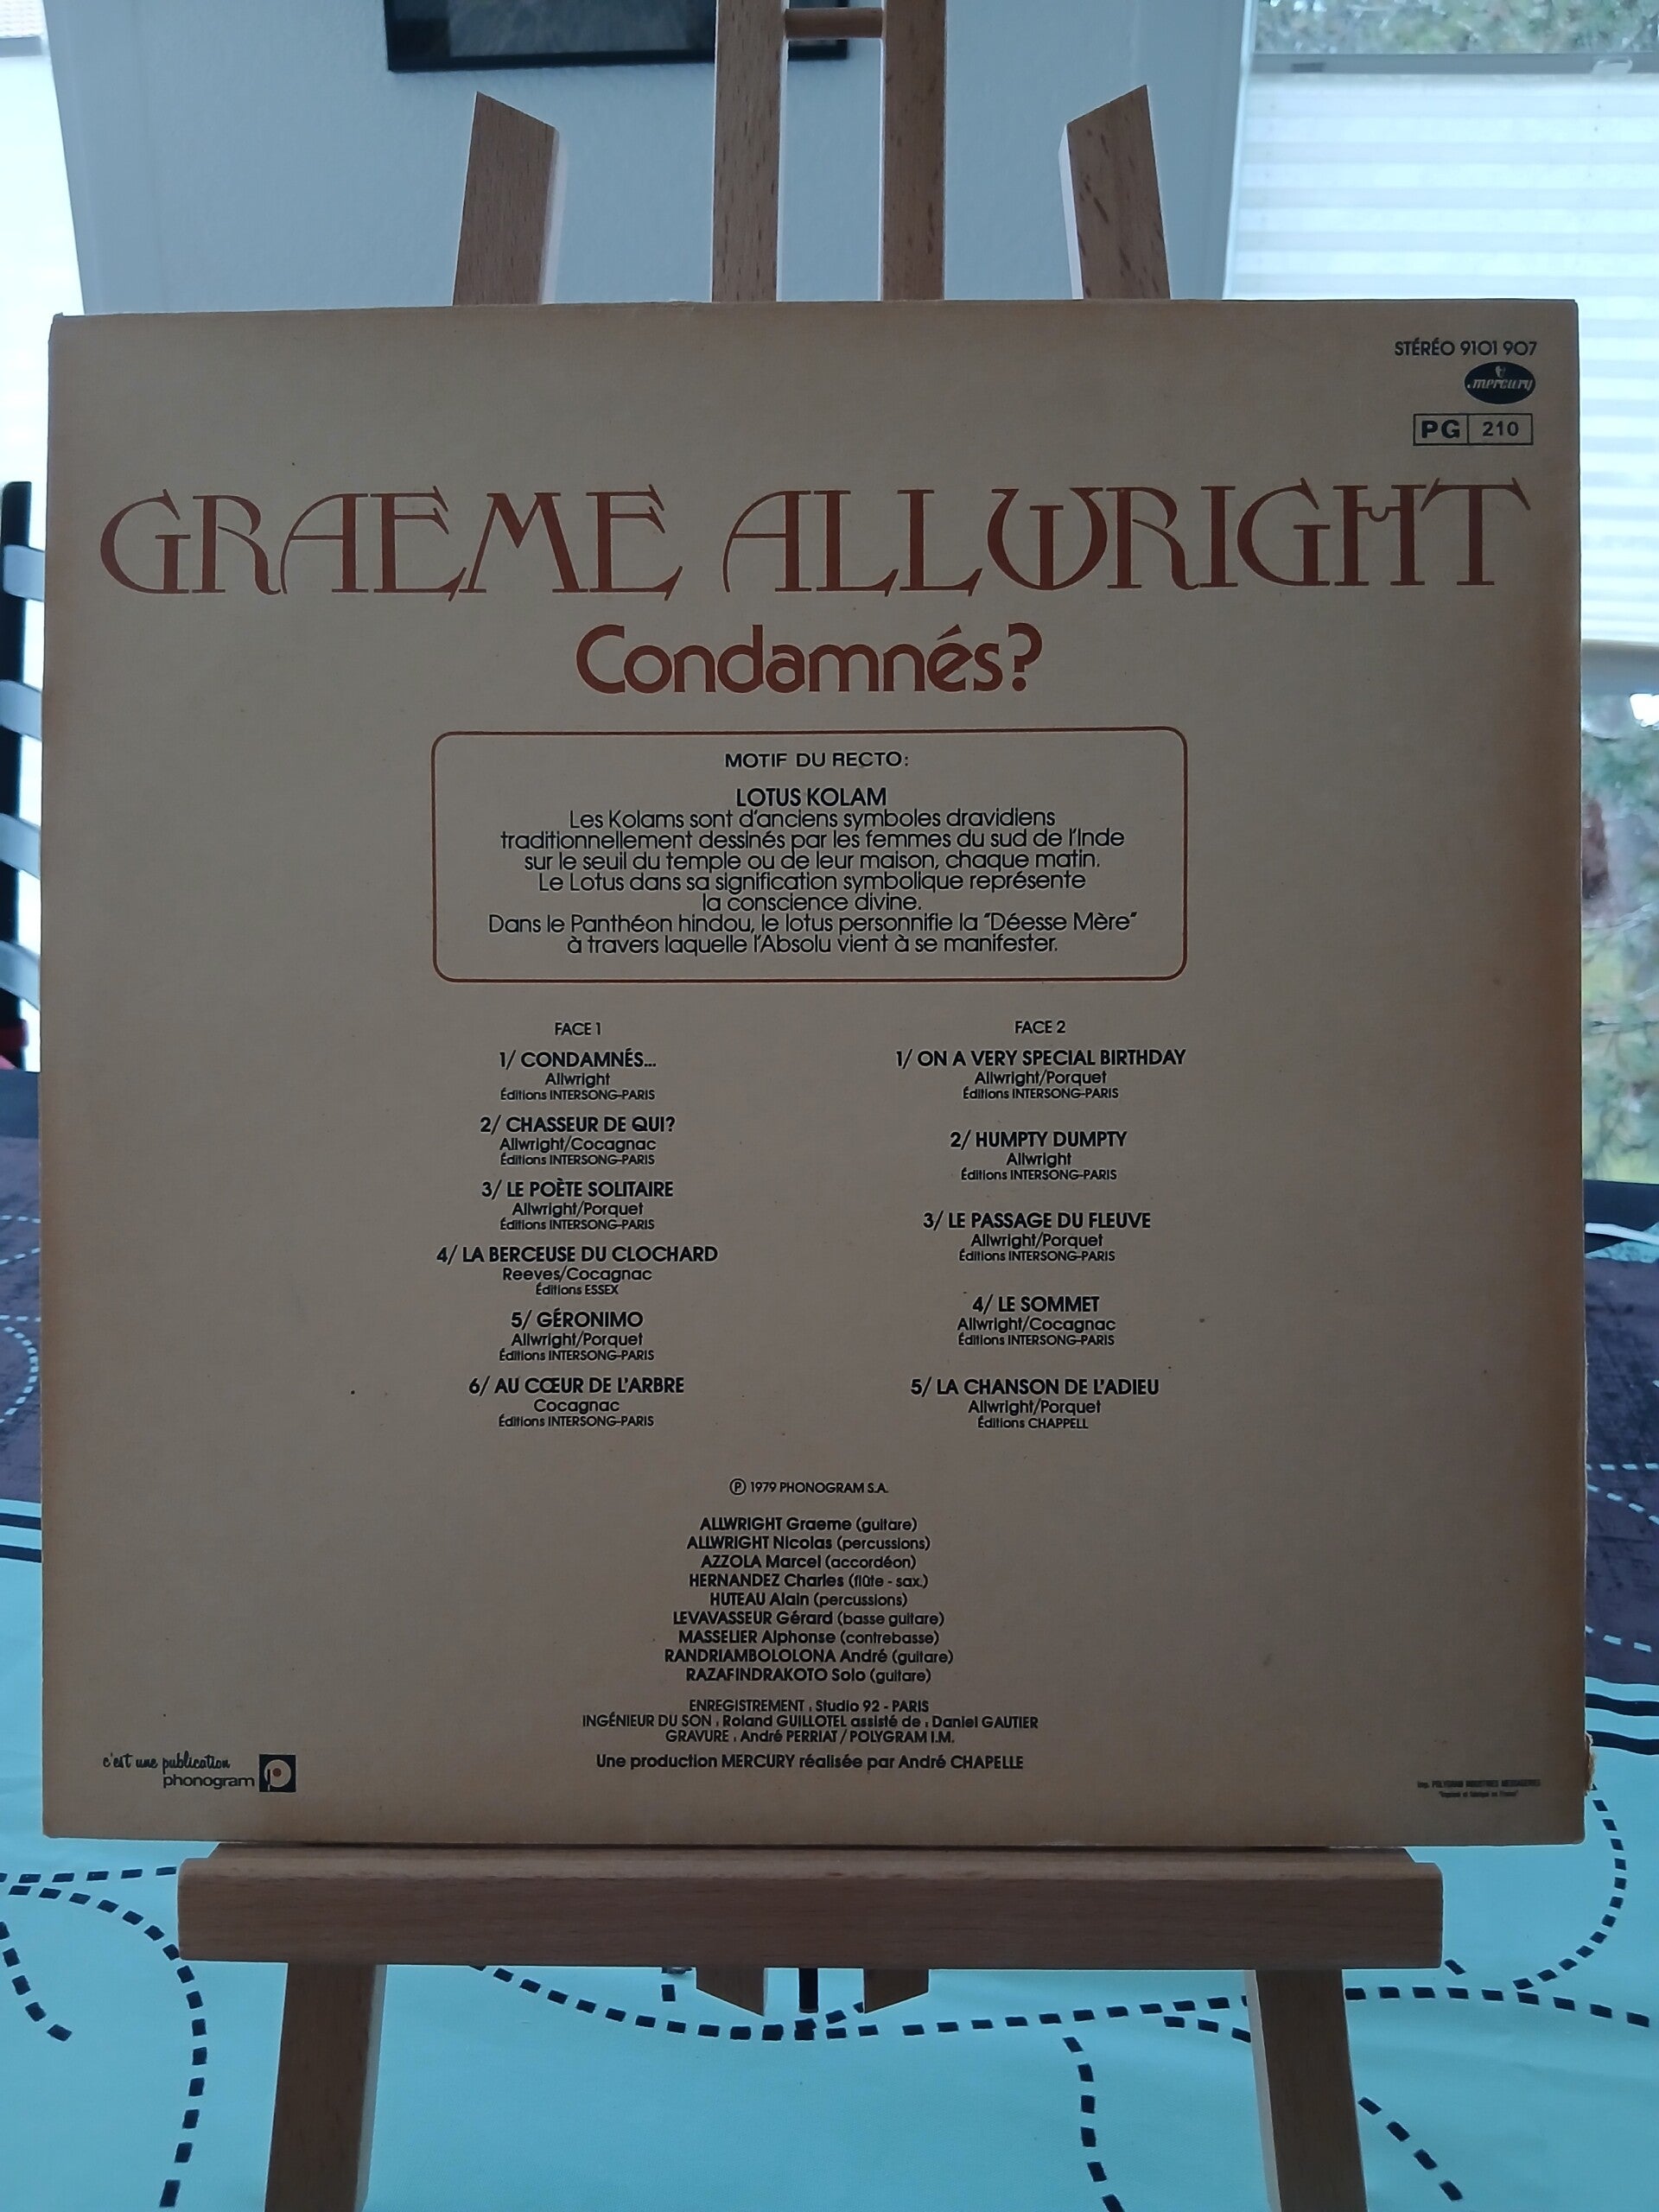 STÉRÉO 9101 907
mercury
PG 210
GRAEME ALLWRIGHT
Condamnés?
MOTIF DU RECTO:
LOTUS KOLAM
Les Kolams sont d'anciens symboles dravidiens
traditionnellement dessinés par les femmes du sud de l'Inde
sur le seuil du temple ou de leur maison, chaque matin.
Le Lotus dans sa signification symbolique représente
la conscience divine.
Dans le Panthéon hindou, le lotus personnifie la "Déesse Mère"
à travers laquelle l'Absolu vient à se manifester.
FACE 1
1/ CONDAMNÉS...
Allwright
Éditions INTERSONG-PARIS
2/ CHASSEUR DE QUI?
Allwright/Cocagnac
Éditions INTERSONG-PARIS
3/ LE POÈTE SOLITAIRE
Allwright/Porquet
Éditions INTERSONG-PARIS
4/ LA BERCEUSE DU CLOCHARD
Reeves/Cocagnac
Éditions ESSEX
5/ GÉRONIMO
Allwright/Porquet
Éditions INTERSONG-PARIS
6/ AU CŒUR DE L'ARBRE
Cocagnac
Éditions INTERSONG-PARIS
FACE 2
1/ ON A VERY SPECIAL BIRTHDAY
Allwright/Porquet
Éditions INTERSONG-PARIS
2/ HUMPTY DUMPTY
Allwright
Éditions INTERSONG-PARIS
3/ LE PASSAGE DU FLEUVE
Allwright/Porquet
Éditions INTERSONG-PARIS
4/ LE SOMMET
Allwright/Cocagnac
Éditions INTERSONG-PARIS
5/ LA CHANSON DE L'ADIEU
Allwright/Porquet
Éditions CHAPPELL
℗ 1979 PHONOGRAM S.A.
ALLWRIGHT Graeme (guitare)
ALLWRIGHT Nicolas (percussions)
AZZOLA Marcel (accordéon)
HERNANDEZ Charles (flûte - sax.)
HUTEAU Alain (percussions)
LEVAVASSEUR Gérard (basse guitare)
MASSELIER Alphonse (contrebasse)
RANDRIAMBOLOLONA André (guitare)
RAZAFINDRAKOTO Solo (guitare)
ENREGISTREMENT : Studio 92 - PARIS
INGÉNIEUR DU SON : Roland GUILLOTEL assisté de : Daniel GAUTIER
GRAVURE : André PERRIAT / POLYGRAM I.M.
Une production MERCURY réalisée par André CHAPELLE
c'est une publication
phonogram
Imp. POLYGRAM INDUSTRIES MESSAGERIES
"Imprimé et fabriqué en France"